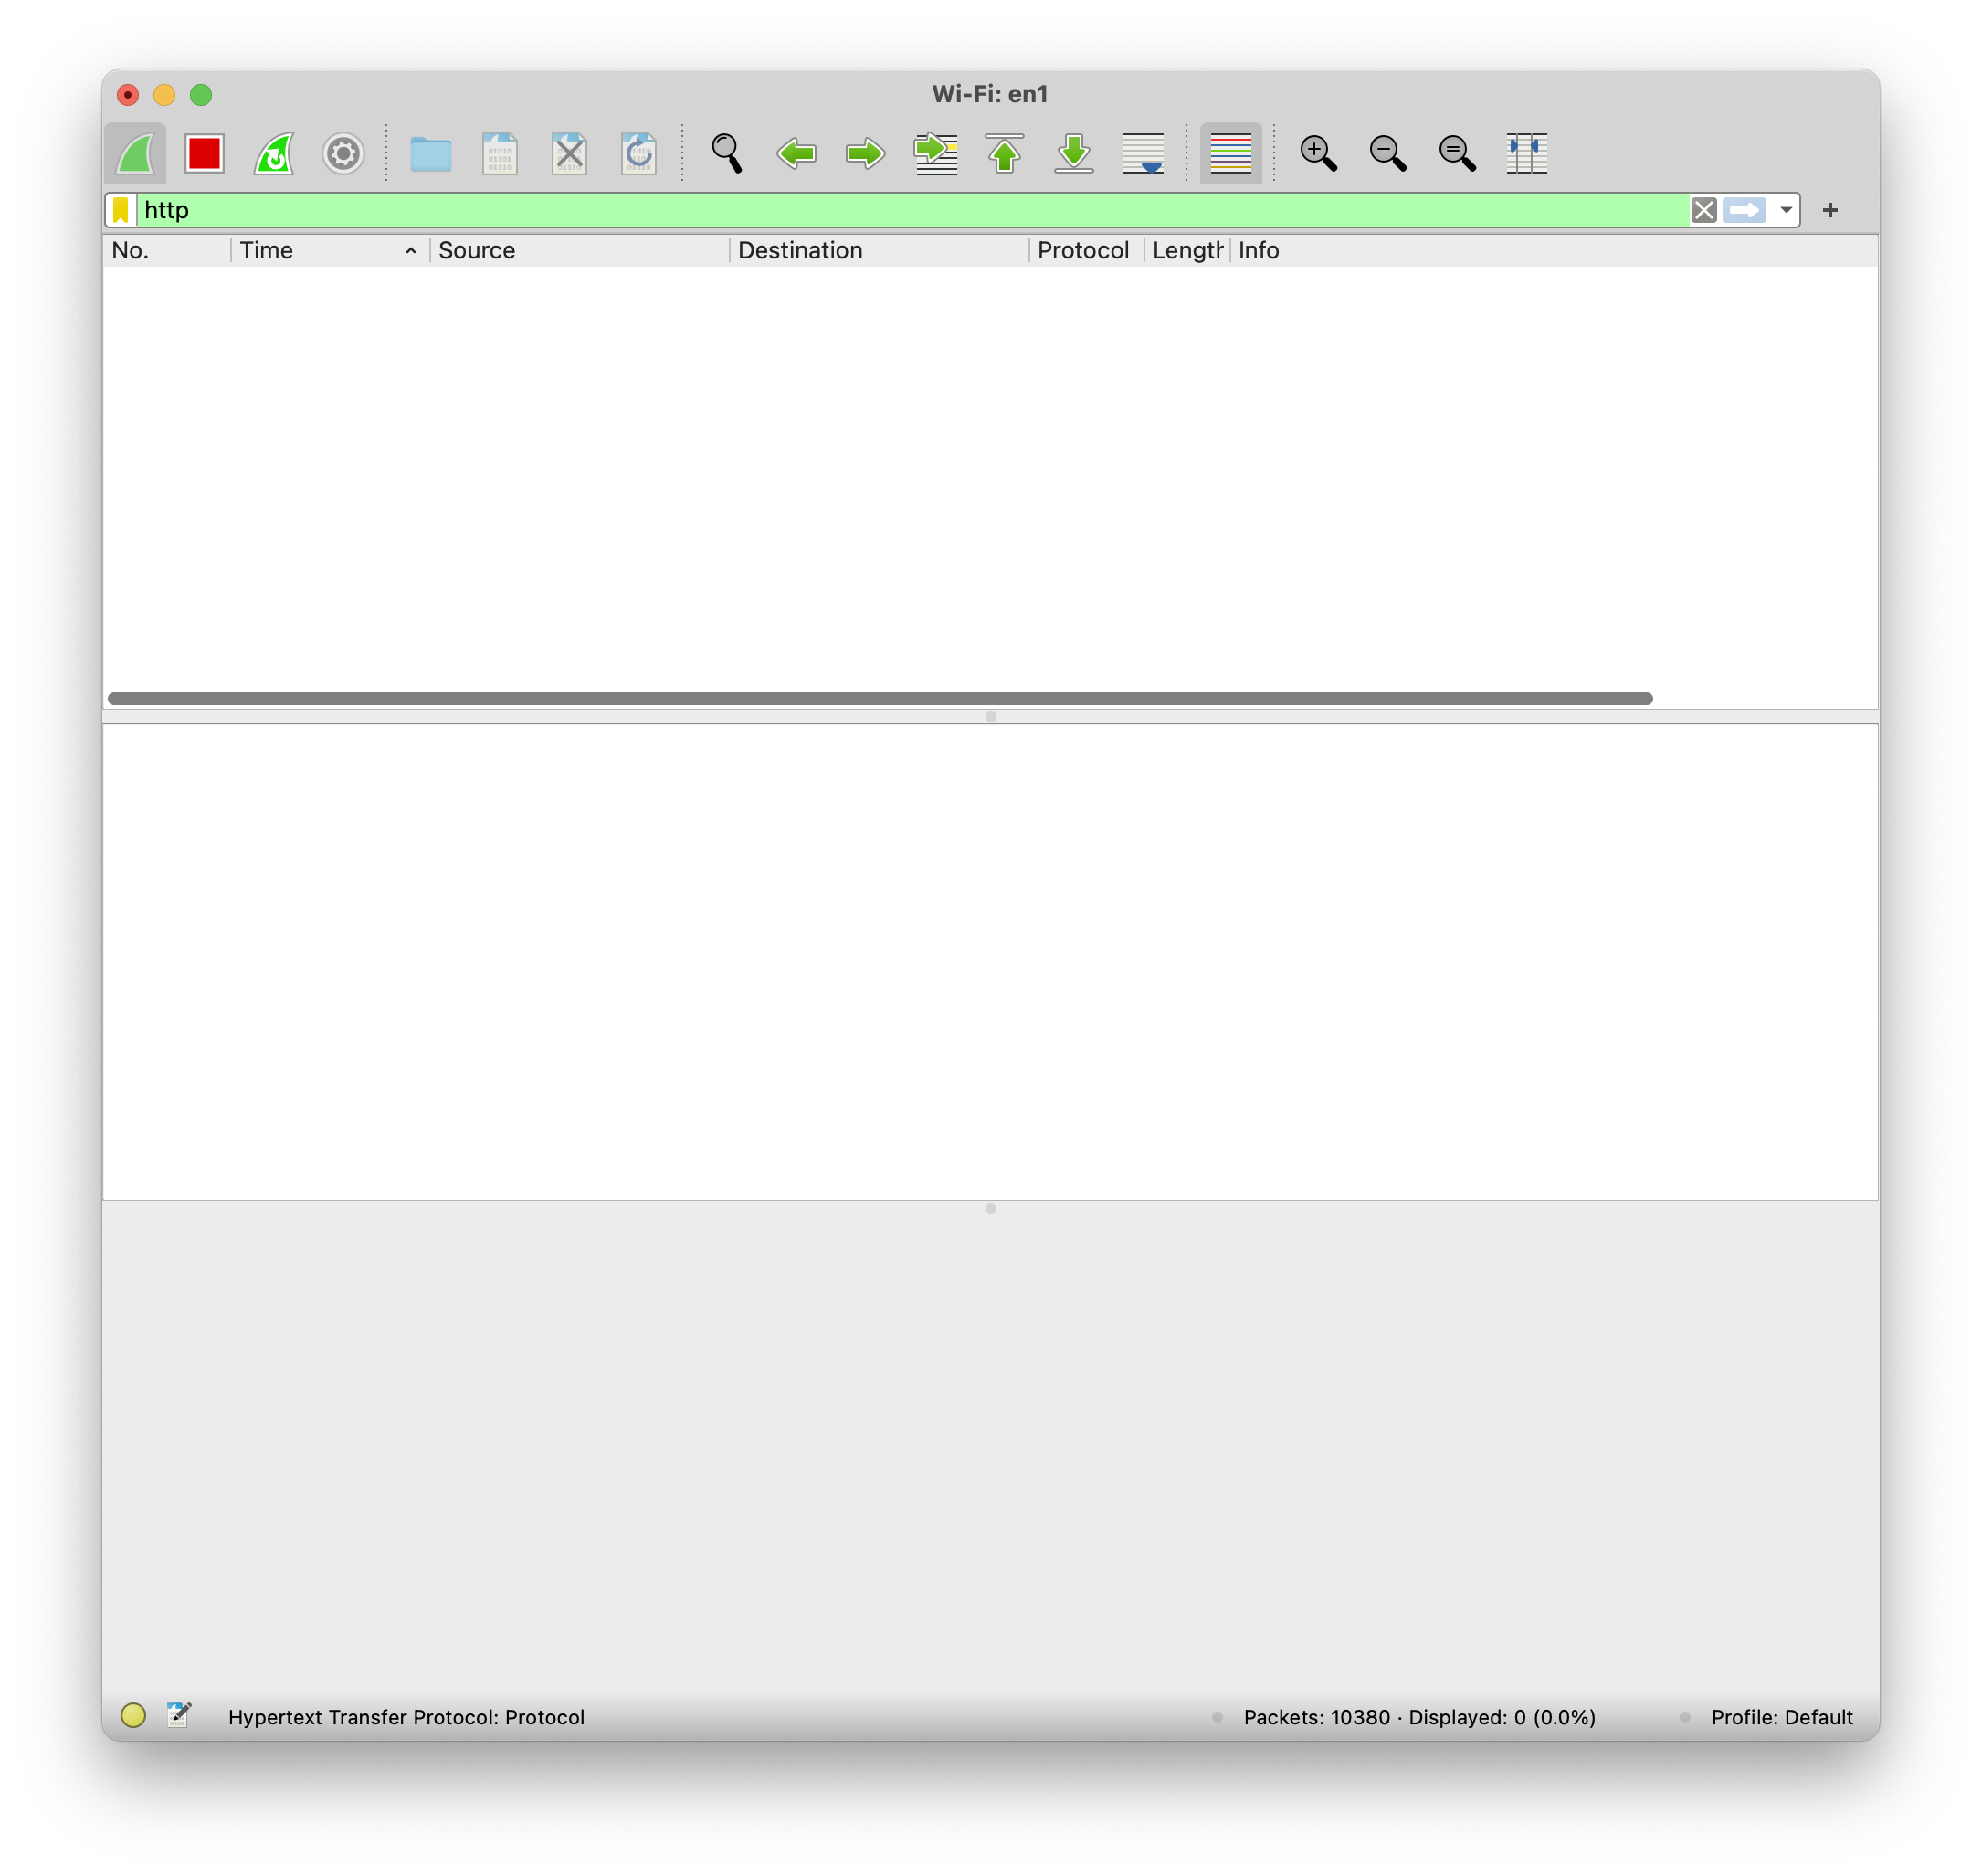 Wi-Fi: en1
http
No. Time Source Destination Protocol Length Info
Hypertext Transfer Protocol: Protocol Packets: 10380 · Displayed: 0 (0.0%) Profile: Default